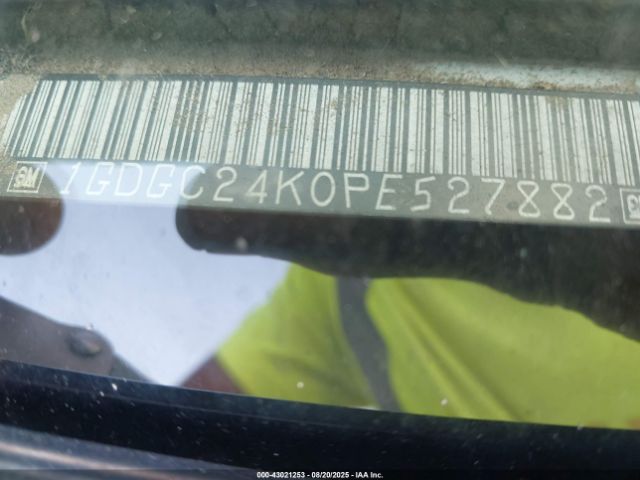 GM 1GDGC24K0PE527882 GM
000-43021253 - 08/20/2025 - © IAA Inc.